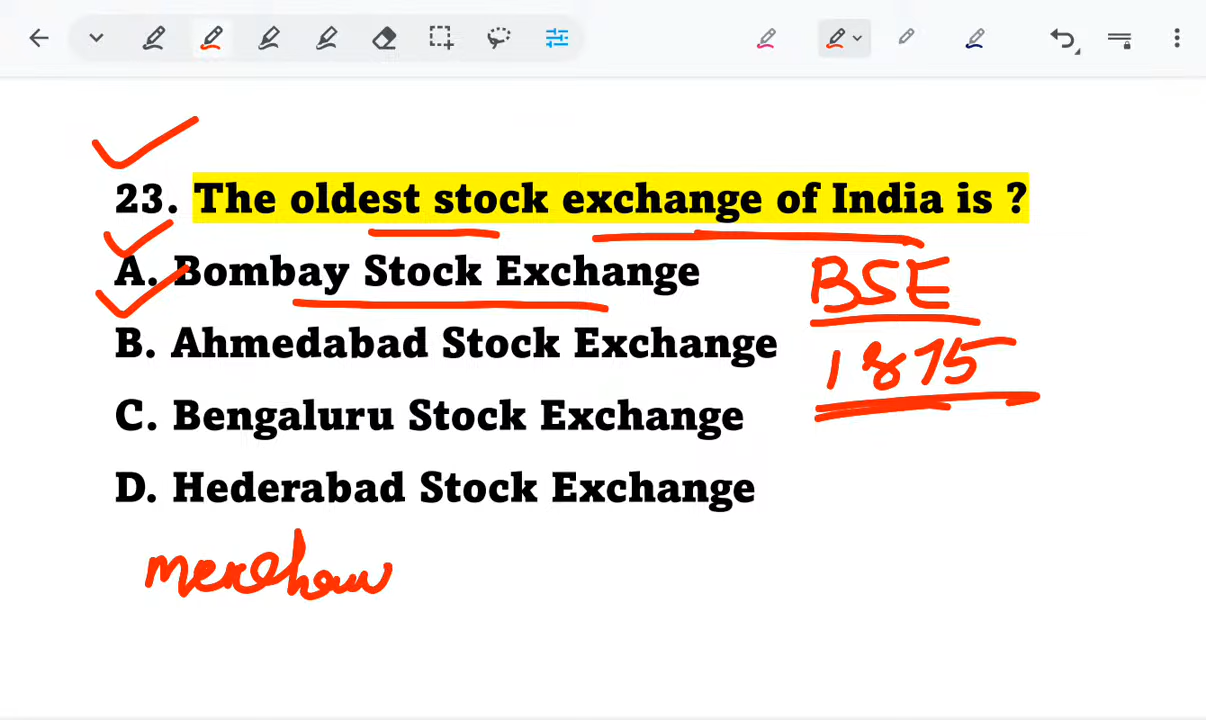 23. The oldest stock exchange of India is ?
A. Bombay Stock Exchange
BSE
B. Ahmedabad Stock Exchange
1875
C. Bengaluru Stock Exchange
D. Hederabad Stock Exchange